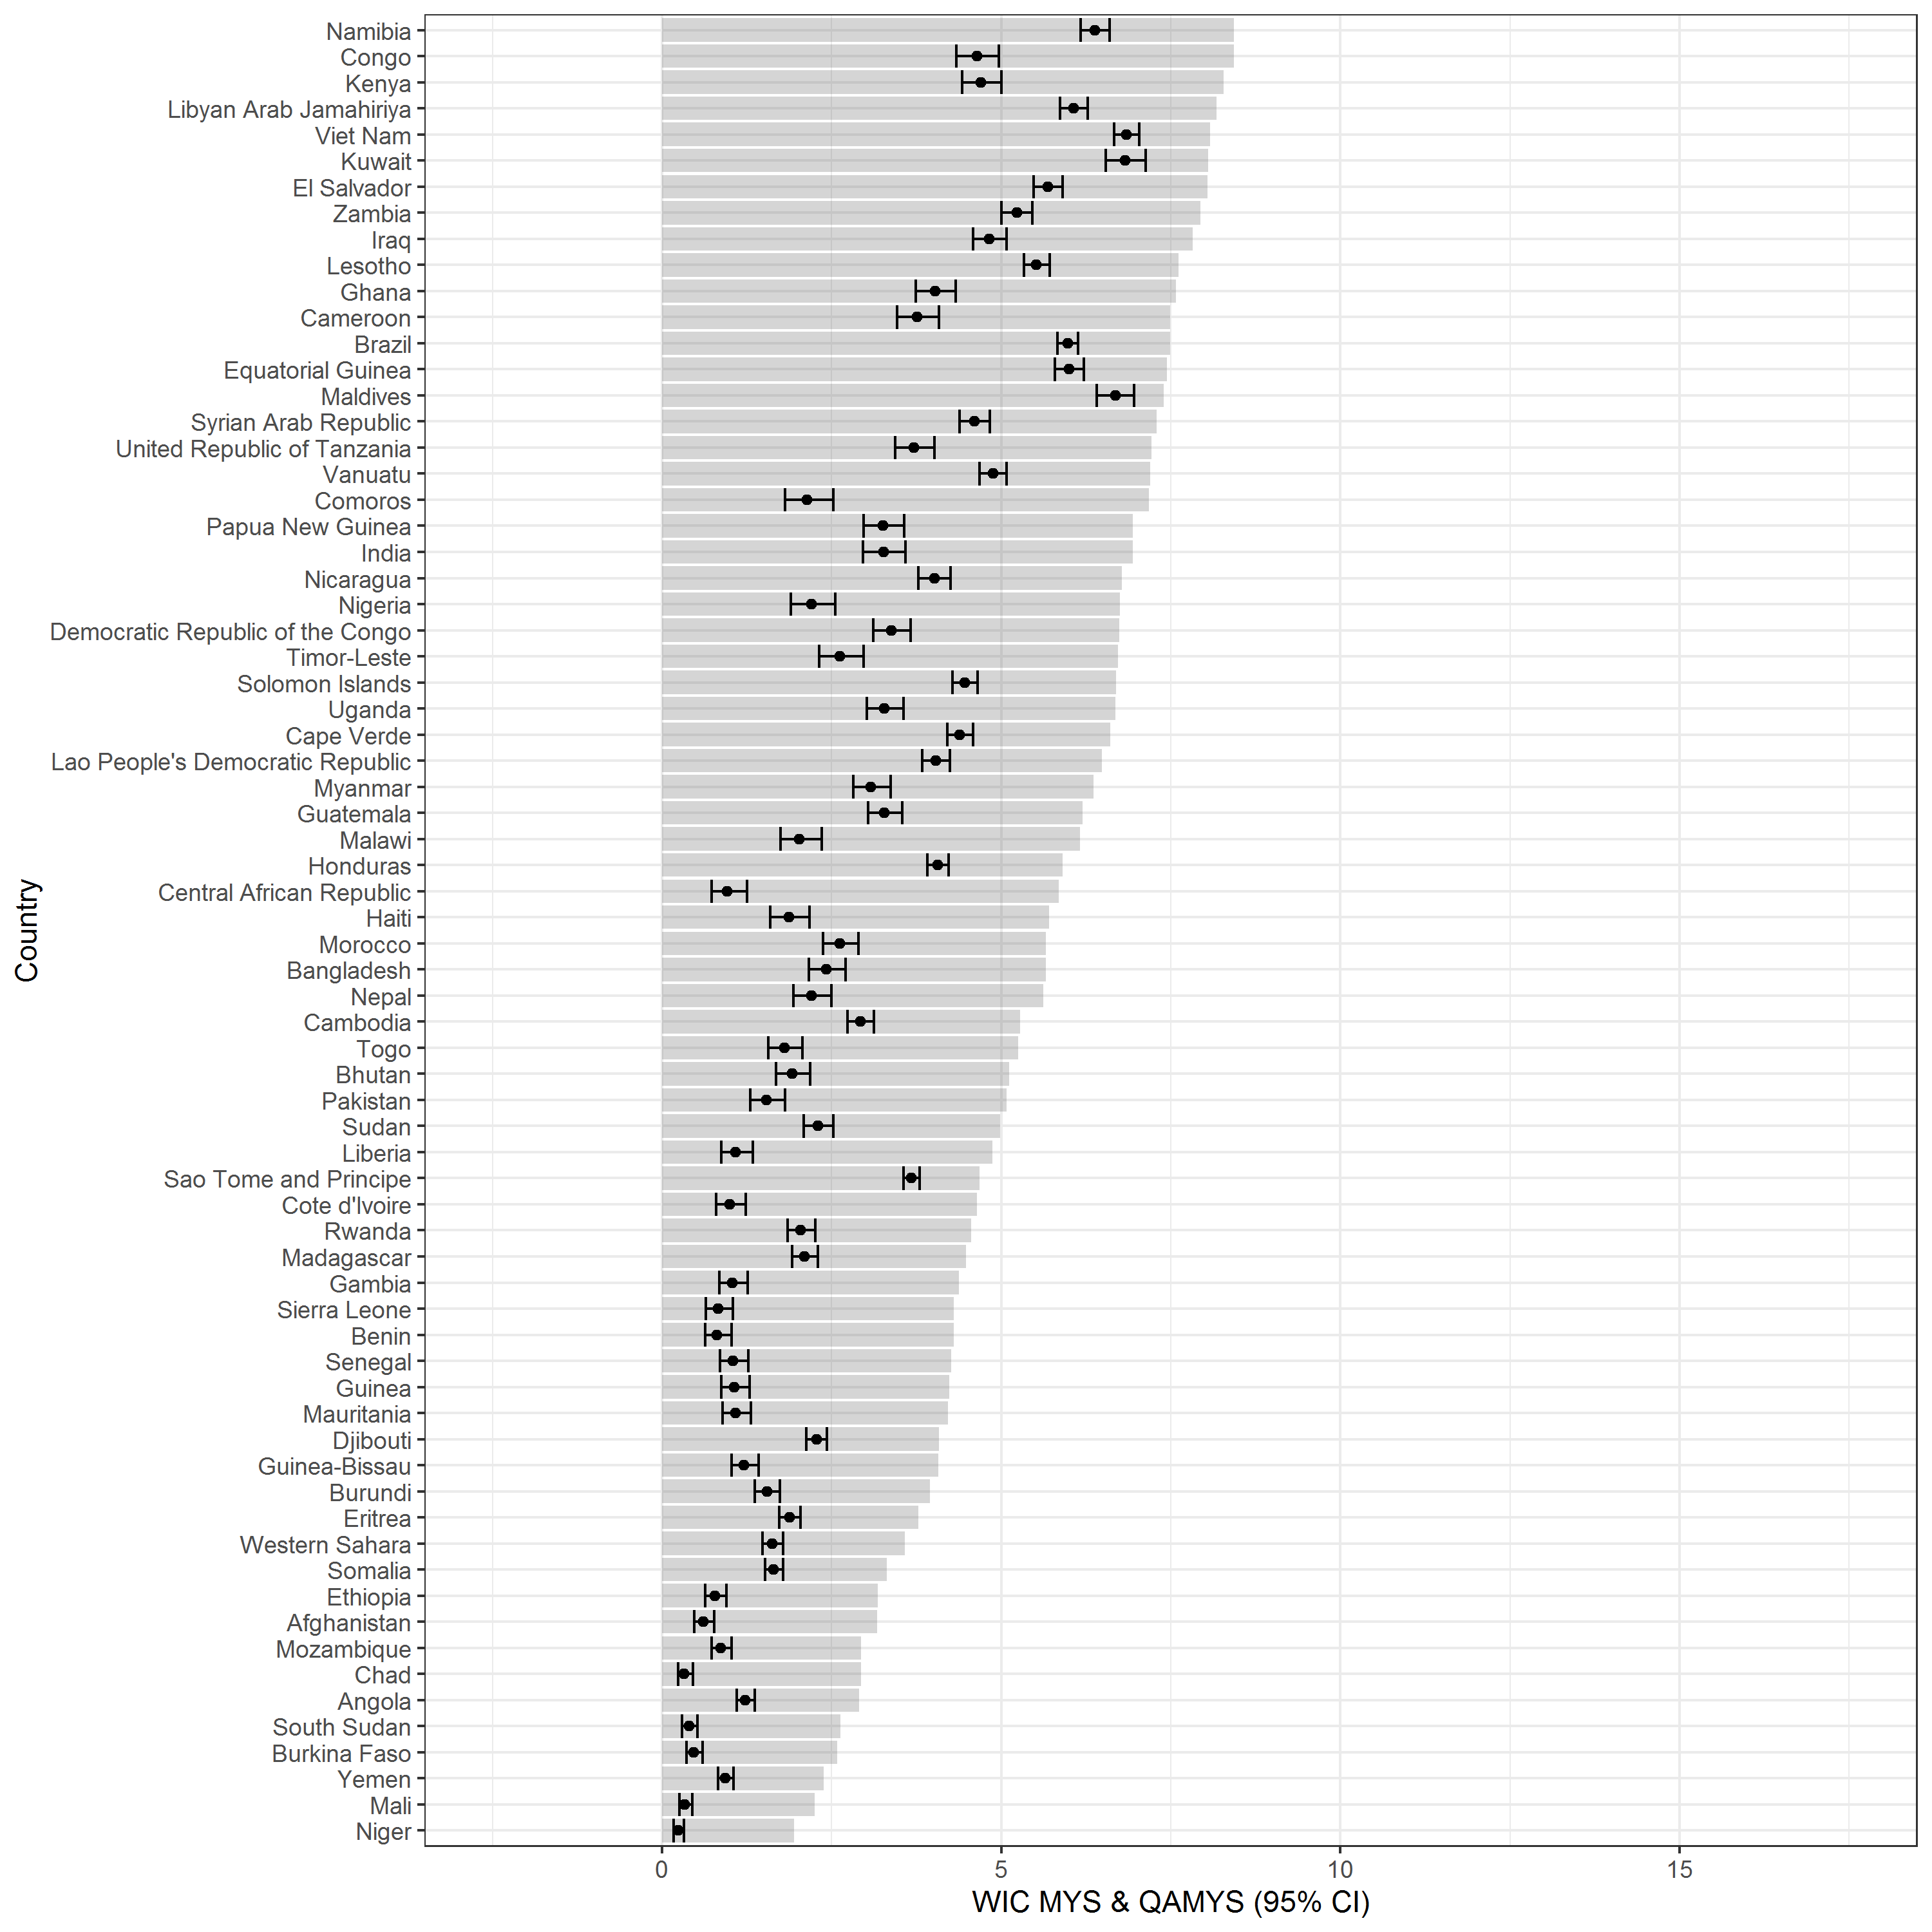 Namibia
Congo
Kenya
Libyan Arab Jamahiriya
Viet Nam
Kuwait
El Salvador
Zambia
Iraq
Lesotho
Ghana
Cameroon
Brazil
Equatorial Guinea
Maldives
Syrian Arab Republic
United Republic of Tanzania
Vanuatu
Comoros
Papua New Guinea
India
Nicaragua
Nigeria
Democratic Republic of the Congo
Timor-Leste
Solomon Islands
Uganda
Cape Verde
Lao People's Democratic Republic
Myanmar
Guatemala
Malawi
Honduras
Central African Republic
Haiti
Morocco
Bangladesh
Nepal
Cambodia
Togo
Bhutan
Pakistan
Sudan
Liberia
Sao Tome and Principe
Cote d'Ivoire
Rwanda
Madagascar
Gambia
Sierra Leone
Benin
Senegal
Guinea
Mauritania
Djibouti
Guinea-Bissau
Burundi
Eritrea
Western Sahara
Somalia
Ethiopia
Afghanistan
Mozambique
Chad
Angola
South Sudan
Burkina Faso
Yemen
Mali
Niger
Country
0 5 10 15
WIC MYS & QAMYS (95% CI)